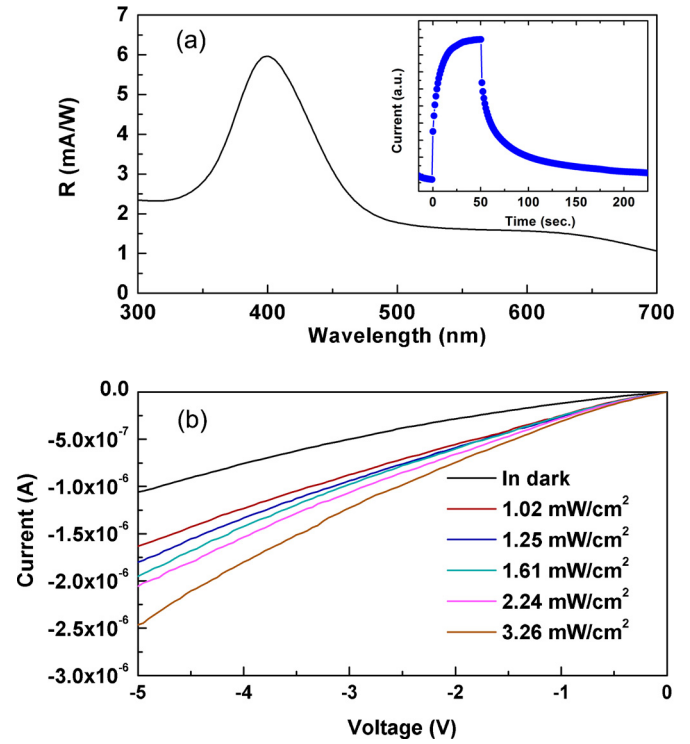 (a)
R (mA/W)
7
6
5
4
3
2
1
0
300
400
500
600
700
Wavelength (nm)
Current (a.u.)
0
50
100
150
200
Time (sec.)
(b)
Current (A)
0.0
-5.0x10⁻⁷
-1.0x10⁻⁶
-1.5x10⁻⁶
-2.0x10⁻⁶
-2.5x10⁻⁶
-3.0x10⁻⁶
In dark
1.02 mW/cm²
1.25 mW/cm²
1.61 mW/cm²
2.24 mW/cm²
3.26 mW/cm²
-5
-4
-3
-2
-1
0
Voltage (V)